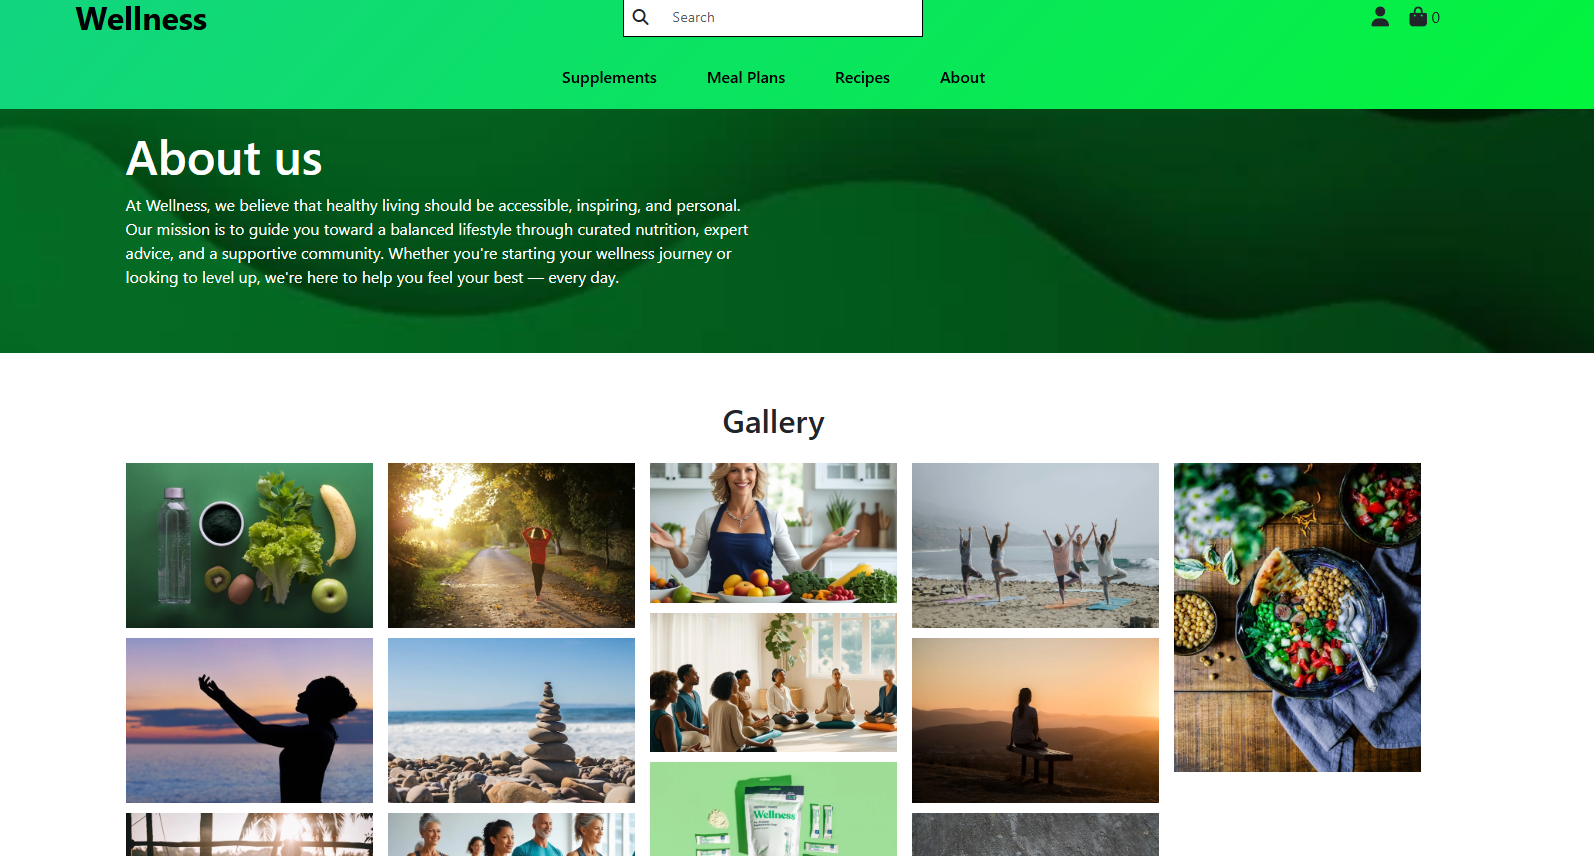 Wellness
Search
0
Supplements
Meal Plans
Recipes
About
About us
At Wellness, we believe that healthy living should be accessible, inspiring, and personal.
Our mission is to guide you toward a balanced lifestyle through curated nutrition, expert
advice, and a supportive community. Whether you're starting your wellness journey or
looking to level up, we're here to help you feel your best — every day.
Gallery
Wellness